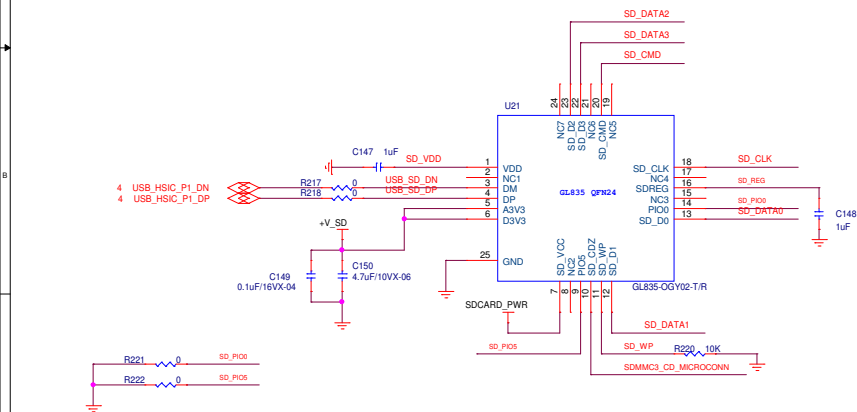 SD_DATA2
SD_DATA3
SD_CMD
24
23
22
21
20
19
U21
NC7
SD_D2
SD_D3
NC6
SD_CMD
NC5
C147 1uF
SD_VDD
1 VDD
2 NC1
3 DM
4 DP
5 A3V3
6 D3V3
25 GND
GL835 QFN24
SD_CLK 18 SD_CLK
NC4 17
SDREG 16 SD_REG
NC3 15
PIO0 14 SD_PIO0
SD_D0 13 SD_DATA0
B
4 USB_HSIC_P1_DN R217 0 USB_SD_DN
4 USB_HSIC_P1_DP R218 0 USB_SD_DP
C148
1uF
+V_SD
C149
0.1uF/16VX-04
C150
4.7uF/10VX-06
SD_VCC
NC2
PIO5
SD_VDZ
SD_WP
SD_D1
7
8
9
10
11
12
GL835-OGY02-T/R
SDCARD_PWR
SD_DATA1
SD_PIO5
SD_WP R220 10K
SDMMC3_CD_MICROCONN
R221 0 SD_PIO0
R222 0 SD_PIO5